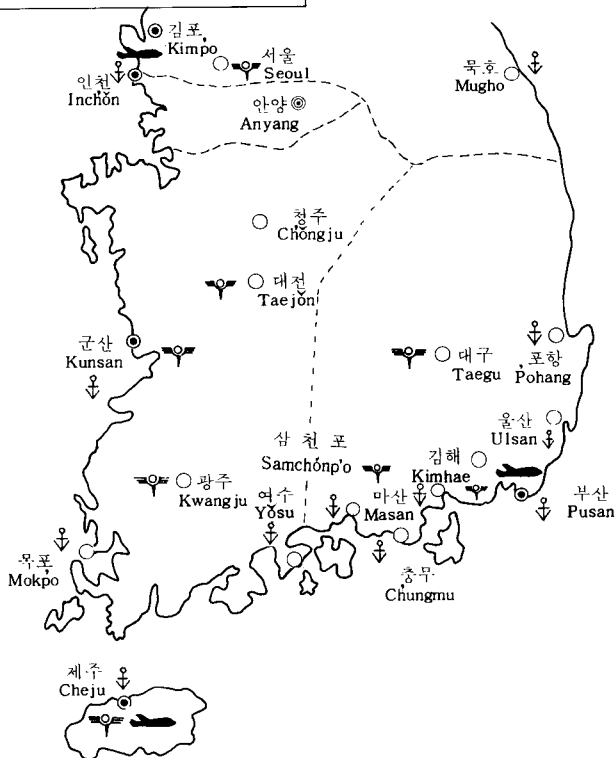 김포
Kimpo
서울
Seoul
인천
Inchŏn
안양
Anyang
묵호
Mugho
청주
Chŏngju
대전
Taejŏn
군산
Kunsan
대구
Taegu
포항
P'ohang
울산
Ulsan
삼천포
Samchŏnp'o
김해
Kimhae
광주
Kwangju
여수
Yŏsu
마산
Masan
부산
Pusan
목포
Mokpo
충무
Chungmu
제주
Cheju